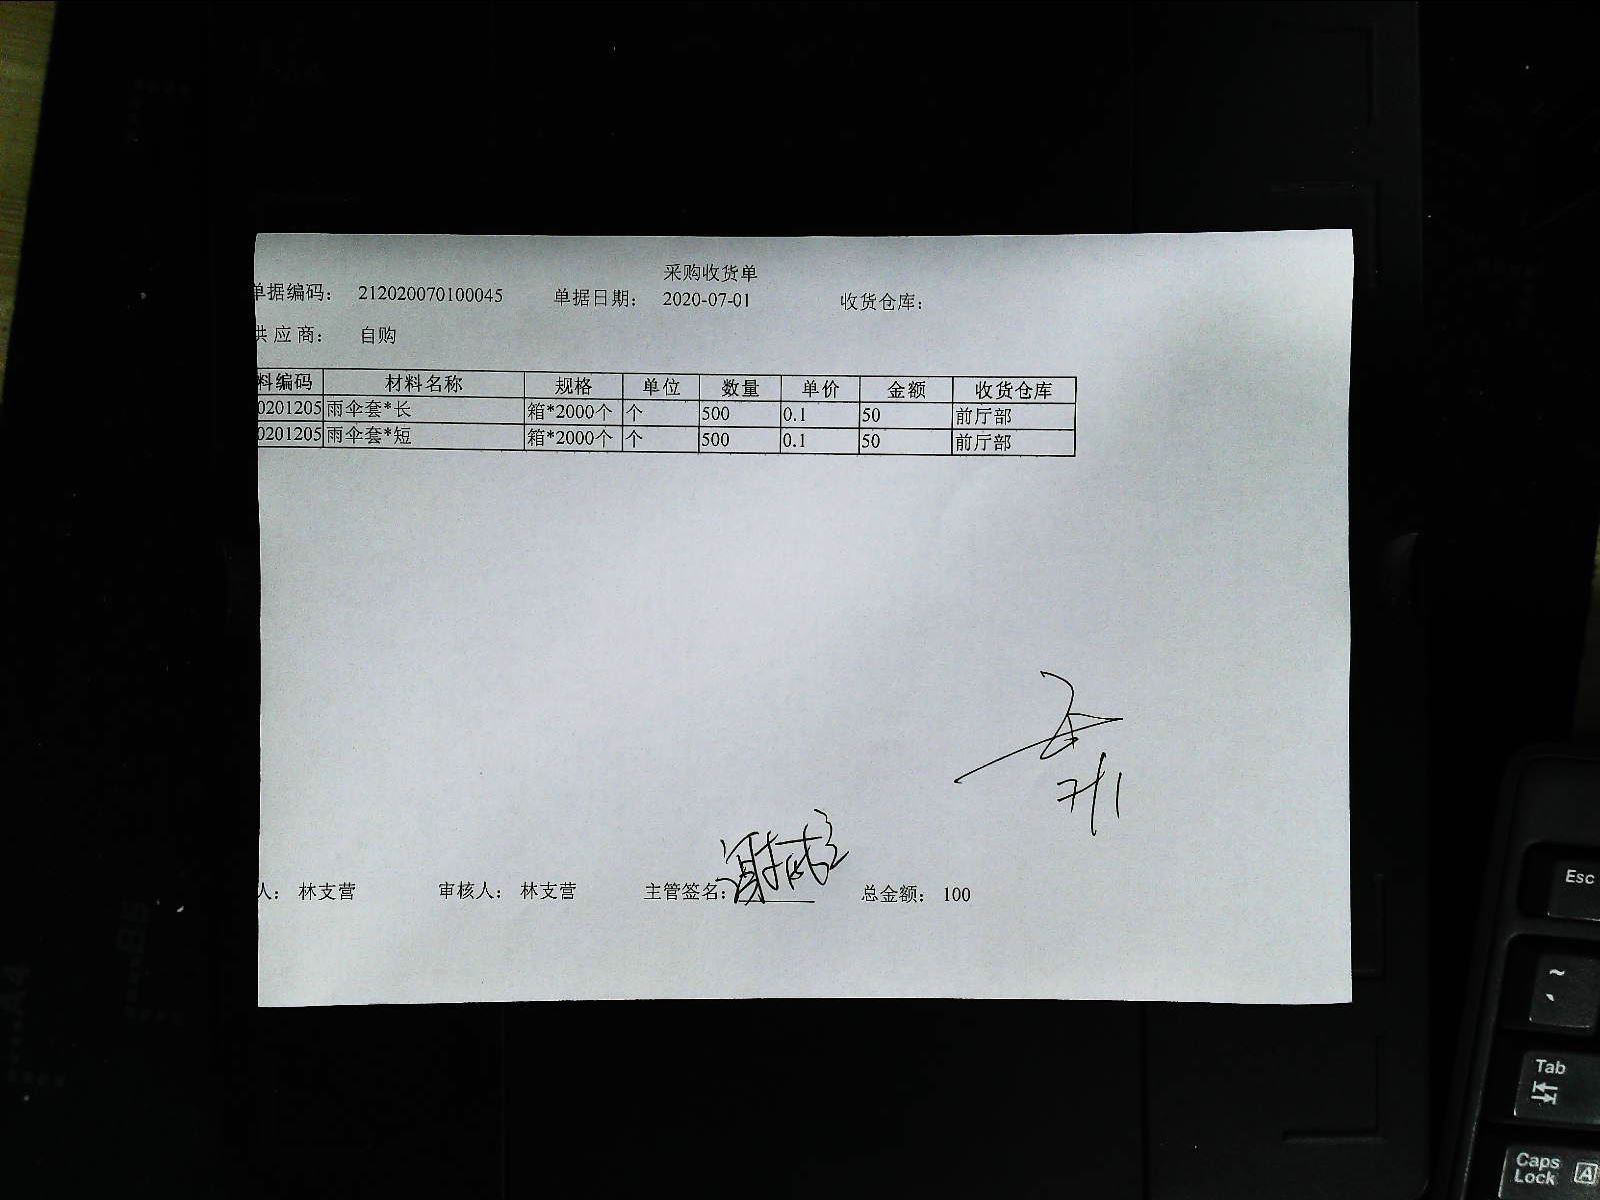 采购收货单
单据编码： 212020070100045 单据日期： 2020-07-01 收货仓库：
供应商： 自购
料编码 材料名称 规格 单位 数量 单价 金额 收货仓库
0201205 雨伞套*长 箱*2000个 个 500 0.1 50 前厅部
0201205 雨伞套*短 箱*2000个 个 500 0.1 50 前厅部
7/1
人： 林支营 审核人： 林支营 主管签名： 总金额： 100
Esc
~
Tab
Caps Lock A